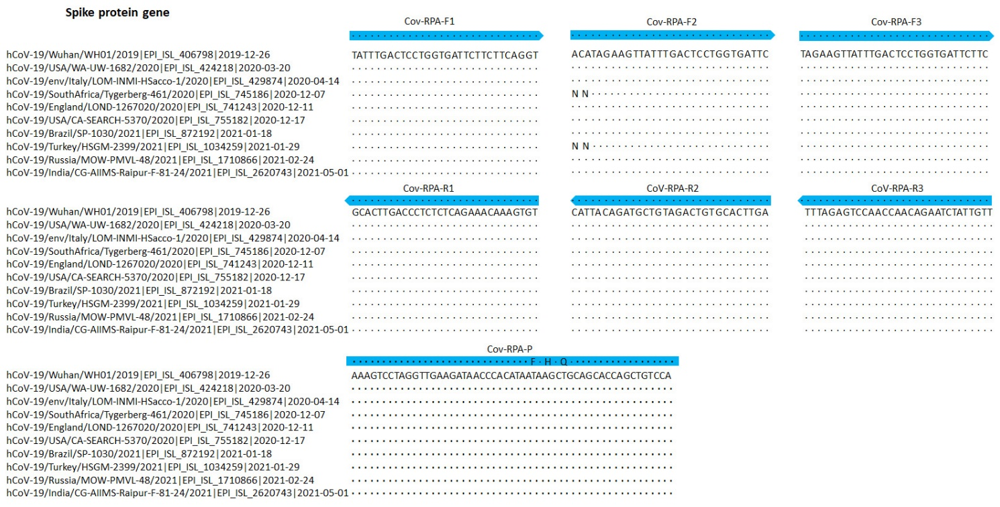 Spike protein gene
Cov-RPA-F1 Cov-RPA-F2 Cov-RPA-F3
hCoV-19/Wuhan/WH01/2019|EPI_ISL_406798|2019-12-26 TATTTGACTCCTGGTGATTCTTCTTCAGGT ACATAGAAGTTATTTGACTCCTGGTGATTC TAGAAGTTATTTGACTCCTGGTGATTCTTC
hCoV-19/USA/WA-UW-1682/2020|EPI_ISL_424218|2020-03-20
hCoV-19/env/Italy/LOM-INMI-HSacco-1/2020|EPI_ISL_429874|2020-04-14
hCoV-19/SouthAfrica/Tygerberg-461/2020|EPI_ISL_745186|2020-12-07 NN
hCoV-19/England/LOND-1267020/2020|EPI_ISL_741243|2020-12-11
hCoV-19/USA/CA-SEARCH-5370/2020|EPI_ISL_755182|2020-12-17
hCoV-19/Brazil/SP-1030/2021|EPI_ISL_872192|2021-01-18
hCoV-19/Turkey/HSGM-2399/2021|EPI_ISL_1034259|2021-01-29 NN
hCoV-19/Russia/MOW-PMVL-48/2021|EPI_ISL_1710866|2021-02-24
hCoV-19/India/CG-AIIMS-Raipur-F-81-24/2021|EPI_ISL_2620743|2021-05-01
Cov-RPA-R1 CoV-RPA-R2 CoV-RPA-R3
hCoV-19/Wuhan/WH01/2019|EPI_ISL_406798|2019-12-26 GCACTTGACCCTCTCTCAGAAACAAAGTGT CATTACAGATGCTGTAGACTGTGCACTTGA TTTAGAGTCCAACCAACAGAATCTATTGTT
hCoV-19/USA/WA-UW-1682/2020|EPI_ISL_424218|2020-03-20
hCoV-19/env/Italy/LOM-INMI-HSacco-1/2020|EPI_ISL_429874|2020-04-14
hCoV-19/SouthAfrica/Tygerberg-461/2020|EPI_ISL_745186|2020-12-07
hCoV-19/England/LOND-1267020/2020|EPI_ISL_741243|2020-12-11
hCoV-19/USA/CA-SEARCH-5370/2020|EPI_ISL_755182|2020-12-17
hCoV-19/Brazil/SP-1030/2021|EPI_ISL_872192|2021-01-18
hCoV-19/Turkey/HSGM-2399/2021|EPI_ISL_1034259|2021-01-29
hCoV-19/Russia/MOW-PMVL-48/2021|EPI_ISL_1710866|2021-02-24
hCoV-19/India/CG-AIIMS-Raipur-F-81-24/2021|EPI_ISL_2620743|2021-05-01
Cov-RPA-P
F · H · Q
hCoV-19/Wuhan/WH01/2019|EPI_ISL_406798|2019-12-26 AAAGTCCTAGGTTGAAGATAACCCACATAATAAGCTGCAGCACCAGCTGTCCA
hCoV-19/USA/WA-UW-1682/2020|EPI_ISL_424218|2020-03-20
hCoV-19/env/Italy/LOM-INMI-HSacco-1/2020|EPI_ISL_429874|2020-04-14
hCoV-19/SouthAfrica/Tygerberg-461/2020|EPI_ISL_745186|2020-12-07
hCoV-19/England/LOND-1267020/2020|EPI_ISL_741243|2020-12-11
hCoV-19/USA/CA-SEARCH-5370/2020|EPI_ISL_755182|2020-12-17
hCoV-19/Brazil/SP-1030/2021|EPI_ISL_872192|2021-01-18
hCoV-19/Turkey/HSGM-2399/2021|EPI_ISL_1034259|2021-01-29
hCoV-19/Russia/MOW-PMVL-48/2021|EPI_ISL_1710866|2021-02-24
hCoV-19/India/CG-AIIMS-Raipur-F-81-24/2021|EPI_ISL_2620743|2021-05-01